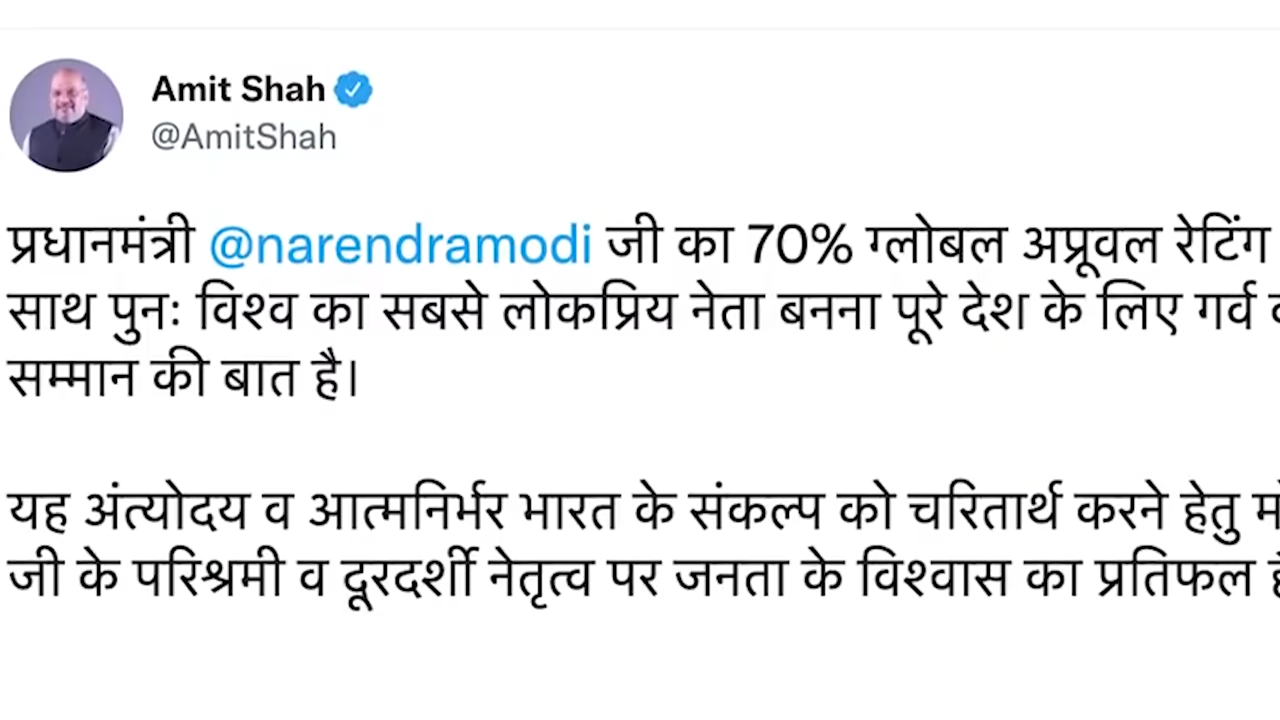 Amit Shah
@AmitShah
प्रधानमंत्री @narendramodi जी का 70% ग्लोबल अप्रूवल रेटिंग
साथ पुनः विश्व का सबसे लोकप्रिय नेता बनना पूरे देश के लिए गर्व
सम्मान की बात है।
यह अंत्योदय व आत्मनिर्भर भारत के संकल्प को चरितार्थ करने हेतु
जी के परिश्रमी व दूरदर्शी नेतृत्व पर जनता के विश्वास का प्रतिफल